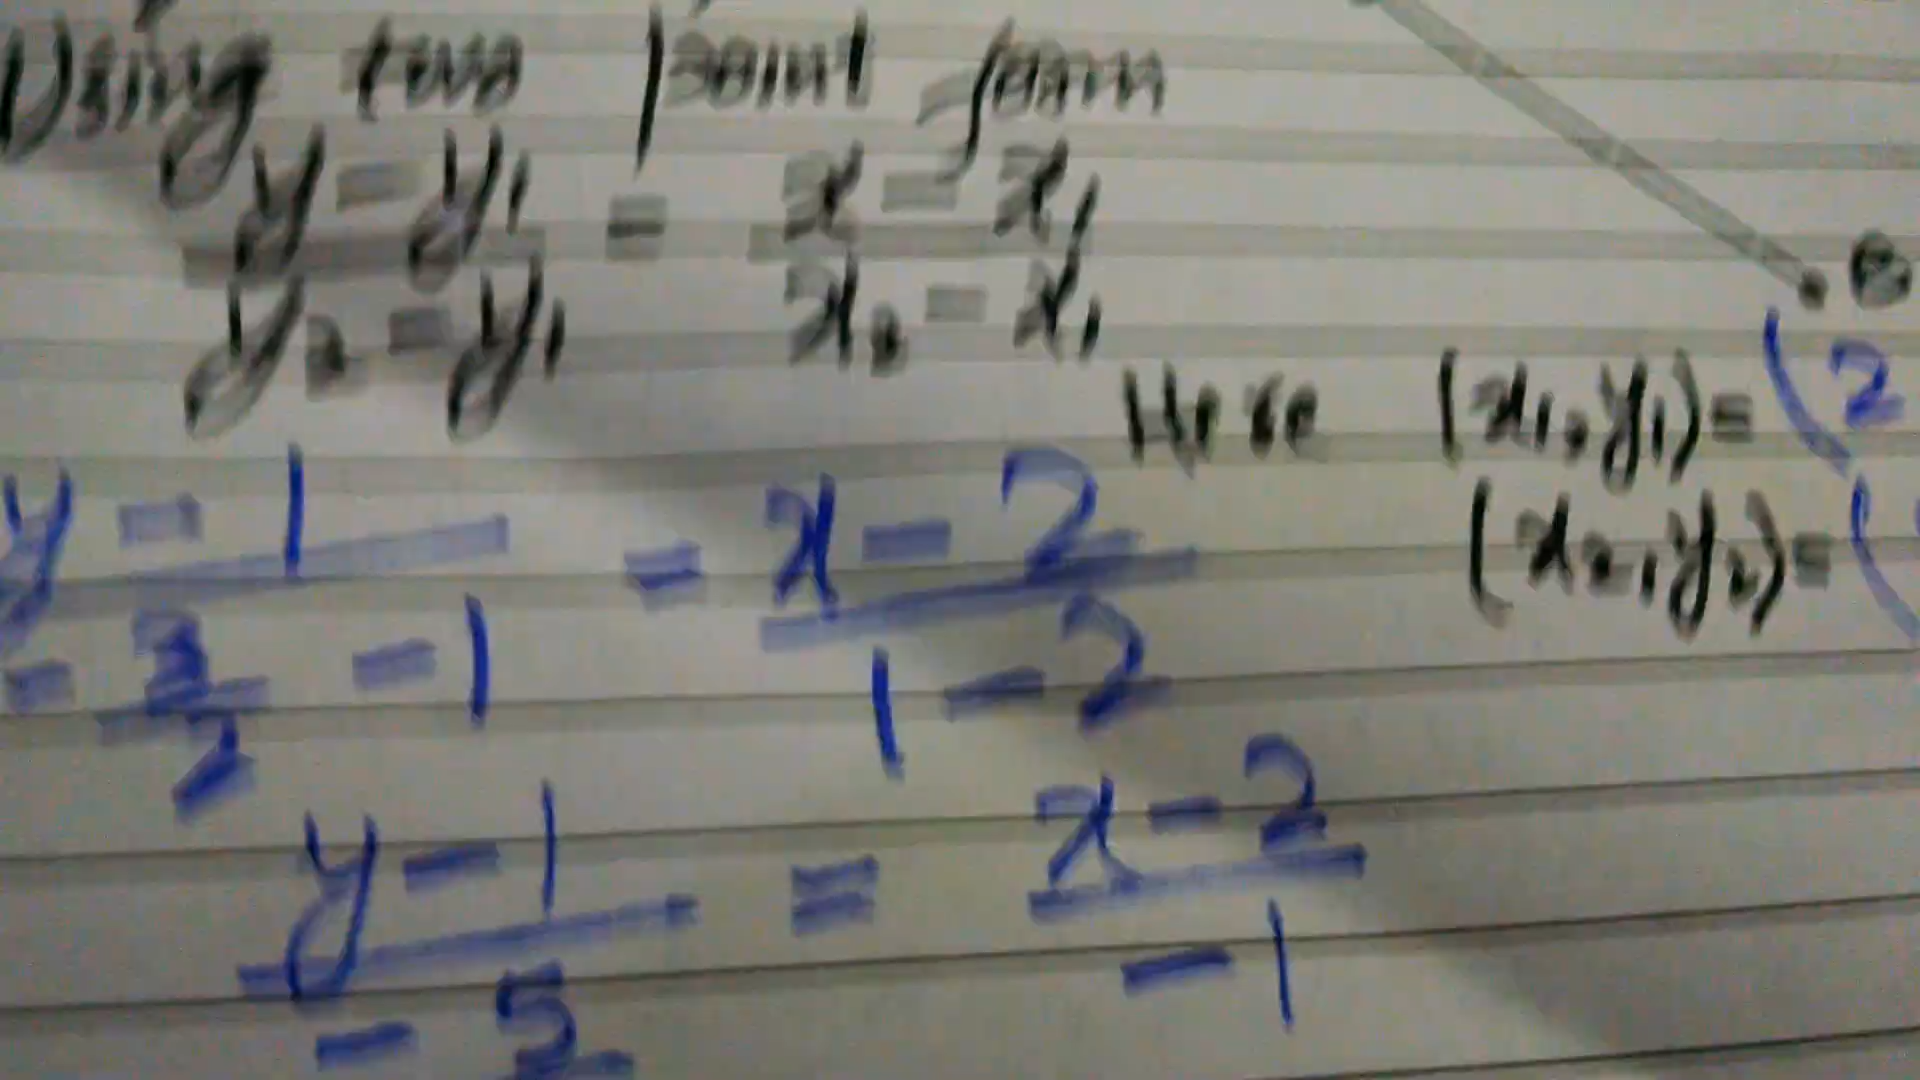 Using two point form
y - y₁ / y₂ - y₁ = x - x₁ / x₂ - x₁
B
Here (x₁, y₁) = (2
(x₂, y₂) = (
y - 1 / -3/2 - 1 = x - 2 / 1 - 2
y - 1 / - 5 = x - 2 / - 1